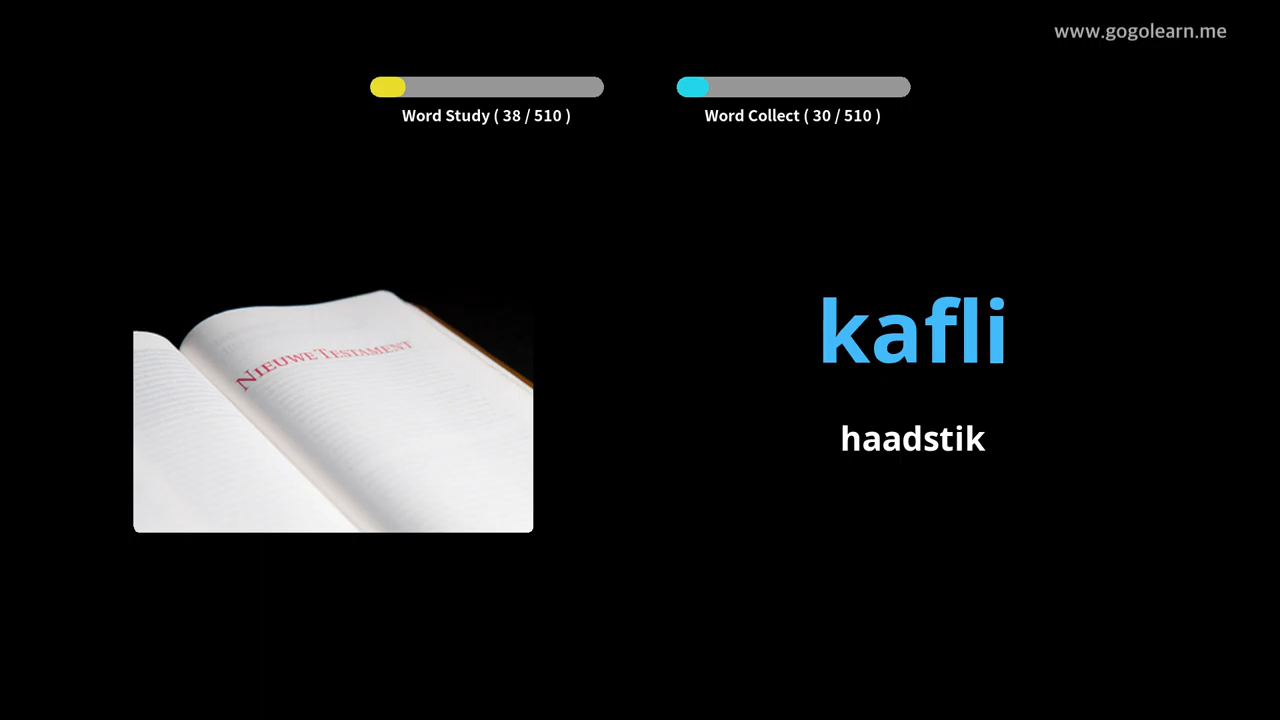 www.gogolearn.me
Word Study ( 38 / 510 )
Word Collect ( 30 / 510 )
NIEUWE TESTAMENT
kafli
haadstik